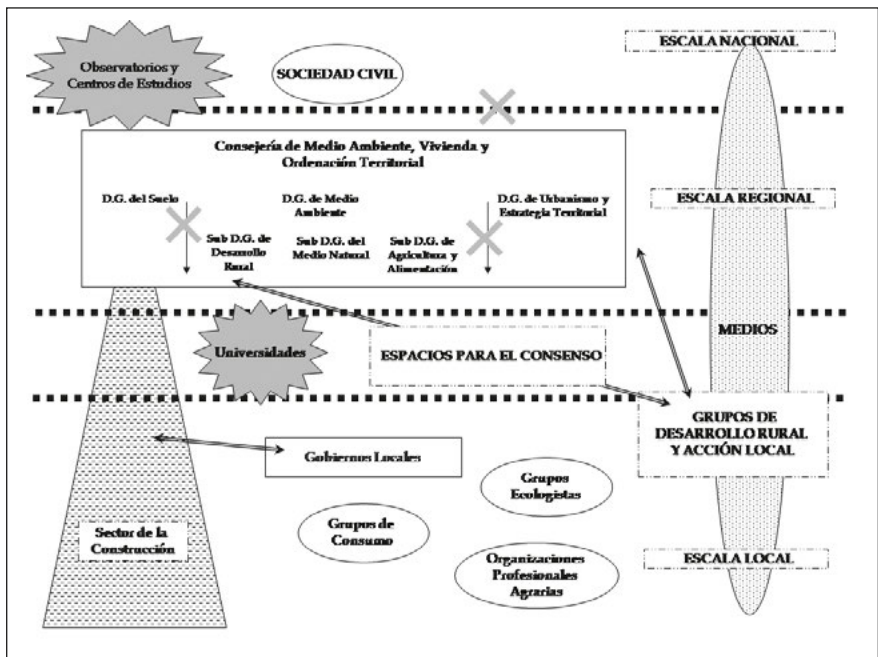 Observatorios y
Centros de Estudios
SOCIEDAD CIVIL
ESCALA NACIONAL
Consejería de Medio Ambiente, Vivienda y
Ordenación Territorial
D.G. del Suelo
D.G. de Medio
Ambiente
D.G. de Urbanismo y
Estrategia Territorial
ESCALA REGIONAL
Sub D.G. de
Desarrollo
Rural
Sub D.G. del
Medio Natural
Sub D.G. de
Agricultura y
Alimentación
MEDIOS
Universidades
ESPACIOS PARA EL CONSENSO
GRUPOS DE
DESARROLLO RURAL
Y ACCIÓN LOCAL
Gobiernos Locales
Grupos
Ecologistas
Sector de la
Construcción
Grupos de
Consumo
Organizaciones
Profesionales
Agrarias
ESCALA LOCAL